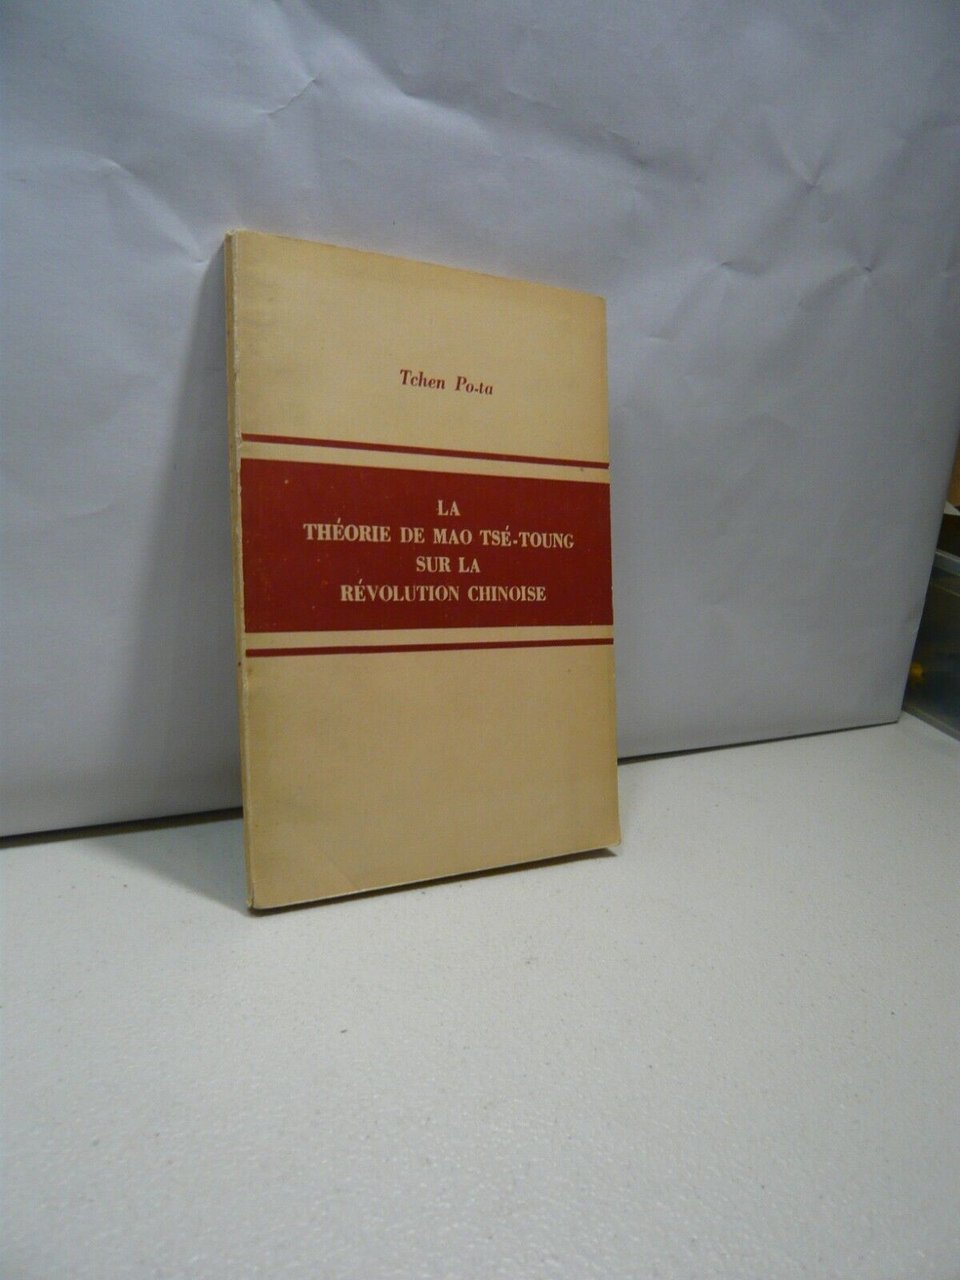 Tchen Po-ta
LA
THÉORIE DE MAO TSÉ-TOUNG
SUR LA
RÉVOLUTION CHINOISE